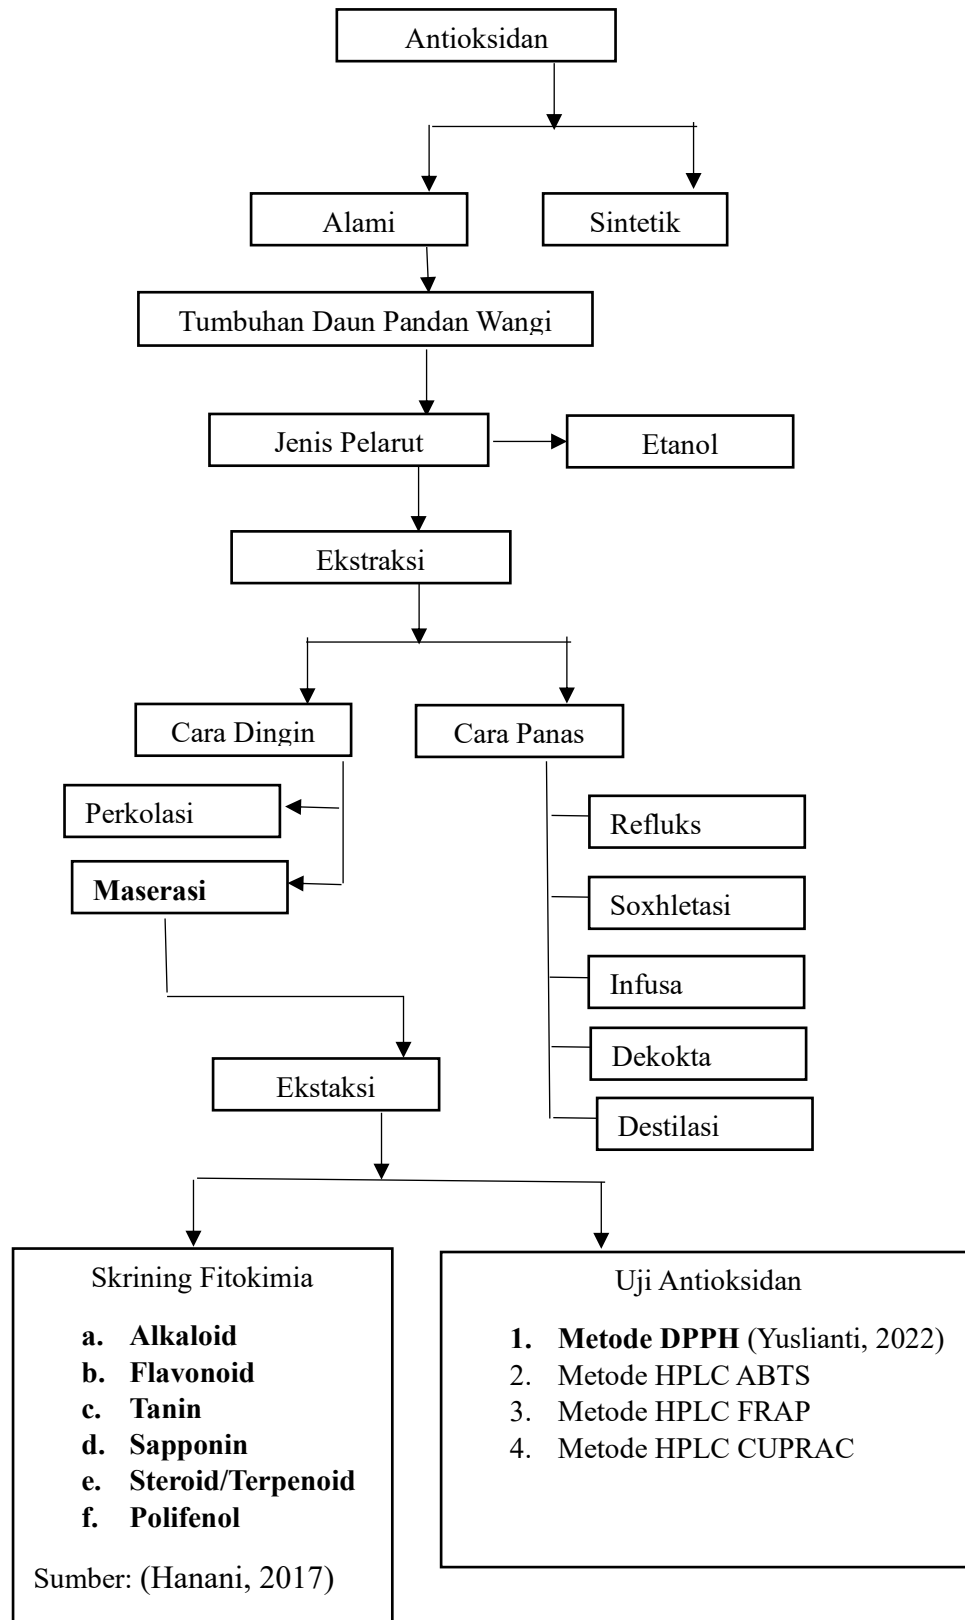 Antioksidan
Alami
Sintetik
Tumbuhan Daun Pandan Wangi
Jenis Pelarut
Etanol
Ekstraksi
Cara Dingin
Cara Panas
Perkolasi
Maserasi
Refluks
Soxhletasi
Infusa
Dekokta
Destilasi
Ekstaksi
Skrining Fitokimia
a. Alkaloid
b. Flavonoid
c. Tanin
d. Sapponin
e. Steroid/Terpenoid
f. Polifenol
Sumber: (Hanani, 2017)
Uji Antioksidan
1. Metode DPPH (Yuslianti, 2022)
2. Metode HPLC ABTS
3. Metode HPLC FRAP
4. Metode HPLC CUPRAC